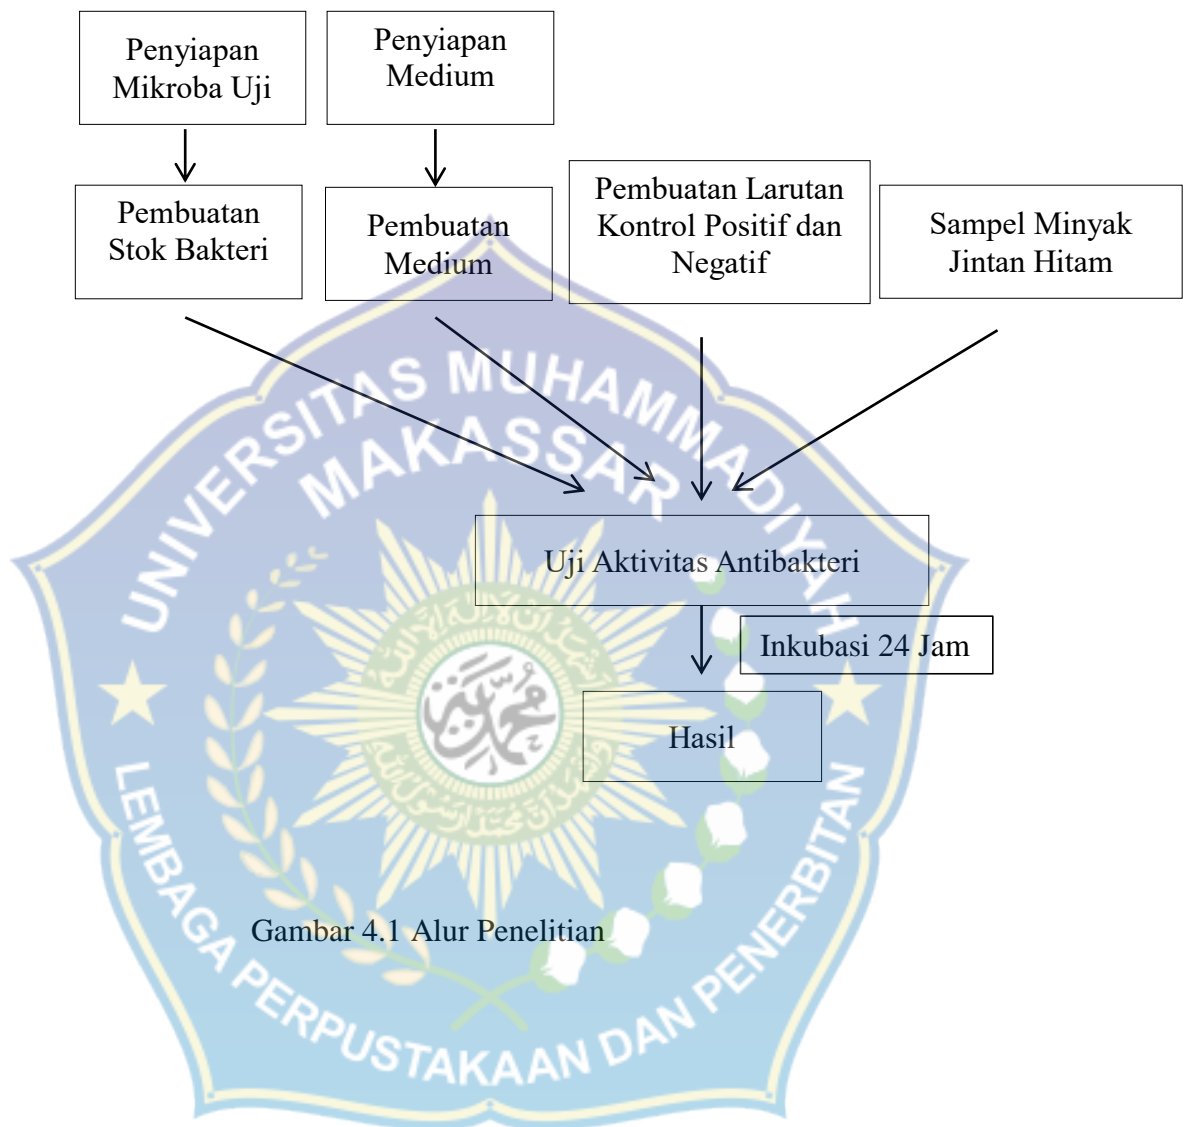 Penyiapan
Mikroba Uji
Penyiapan
Medium
Pembuatan
Stok Bakteri
Pembuatan
Medium
Pembuatan Larutan
Kontrol Positif dan
Negatif
Sampel Minyak
Jintan Hitam
UNIVERSITAS MUHAMMADIYAH
MAKASSAR
Uji Aktivitas Antibakteri
Inkubasi 24 Jam
Hasil
Gambar 4.1 Alur Penelitian
LEMBAGA PERPUSTAKAAN DAN PENERBITAN